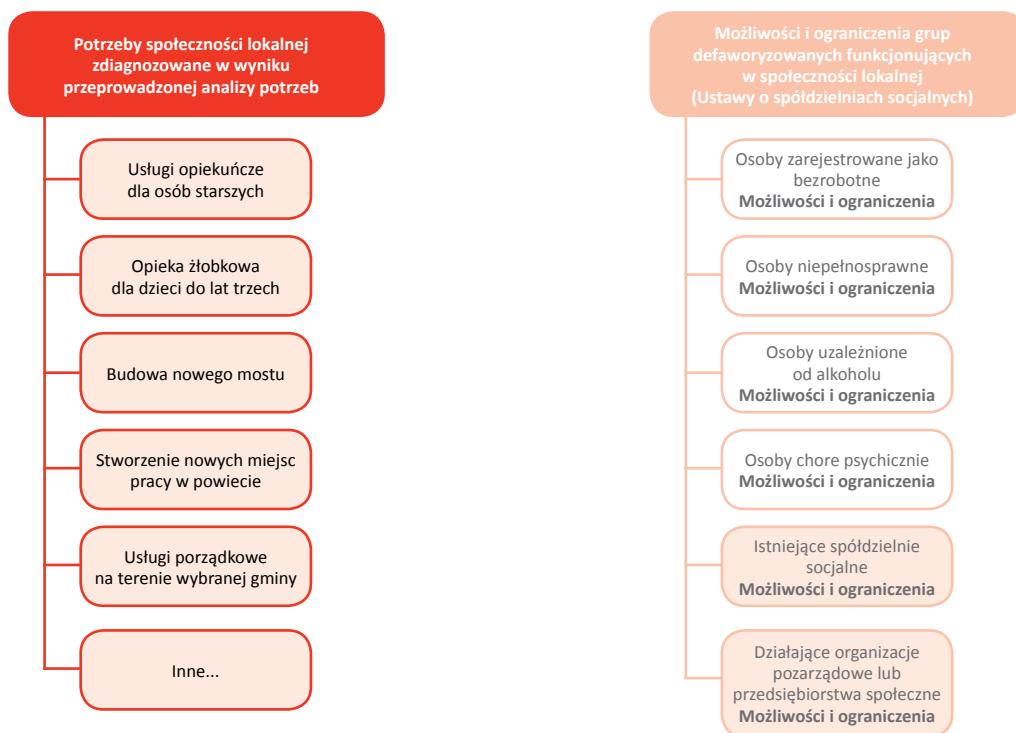 Potrzeby społeczności lokalnej
zdiagnozowane w wyniku
przeprowadzonej analizy potrzeb
Usługi opiekuńcze
dla osób starszych
Opieka żłobkowa
dla dzieci do lat trzech
Budowa nowego mostu
Stworzenie nowych miejsc
pracy w powiecie
Usługi porządkowe
na terenie wybranej gminy
Inne...
Możliwości i ograniczenia grup
defaworyzowanych funkcjonujących
w społeczności lokalnej
(Ustawy o spółdzielniach socjalnych)
Osoby zarejestrowane jako
bezrobotne
Możliwości i ograniczenia
Osoby niepełnosprawne
Możliwości i ograniczenia
Osoby uzależnione
od alkoholu
Możliwości i ograniczenia
Osoby chore psychicznie
Możliwości i ograniczenia
Istniejące spółdzielnie
socjalne
Możliwości i ograniczenia
Działające organizacje
pozarządowe lub
przedsiębiorstwa społeczne
Możliwości i ograniczenia